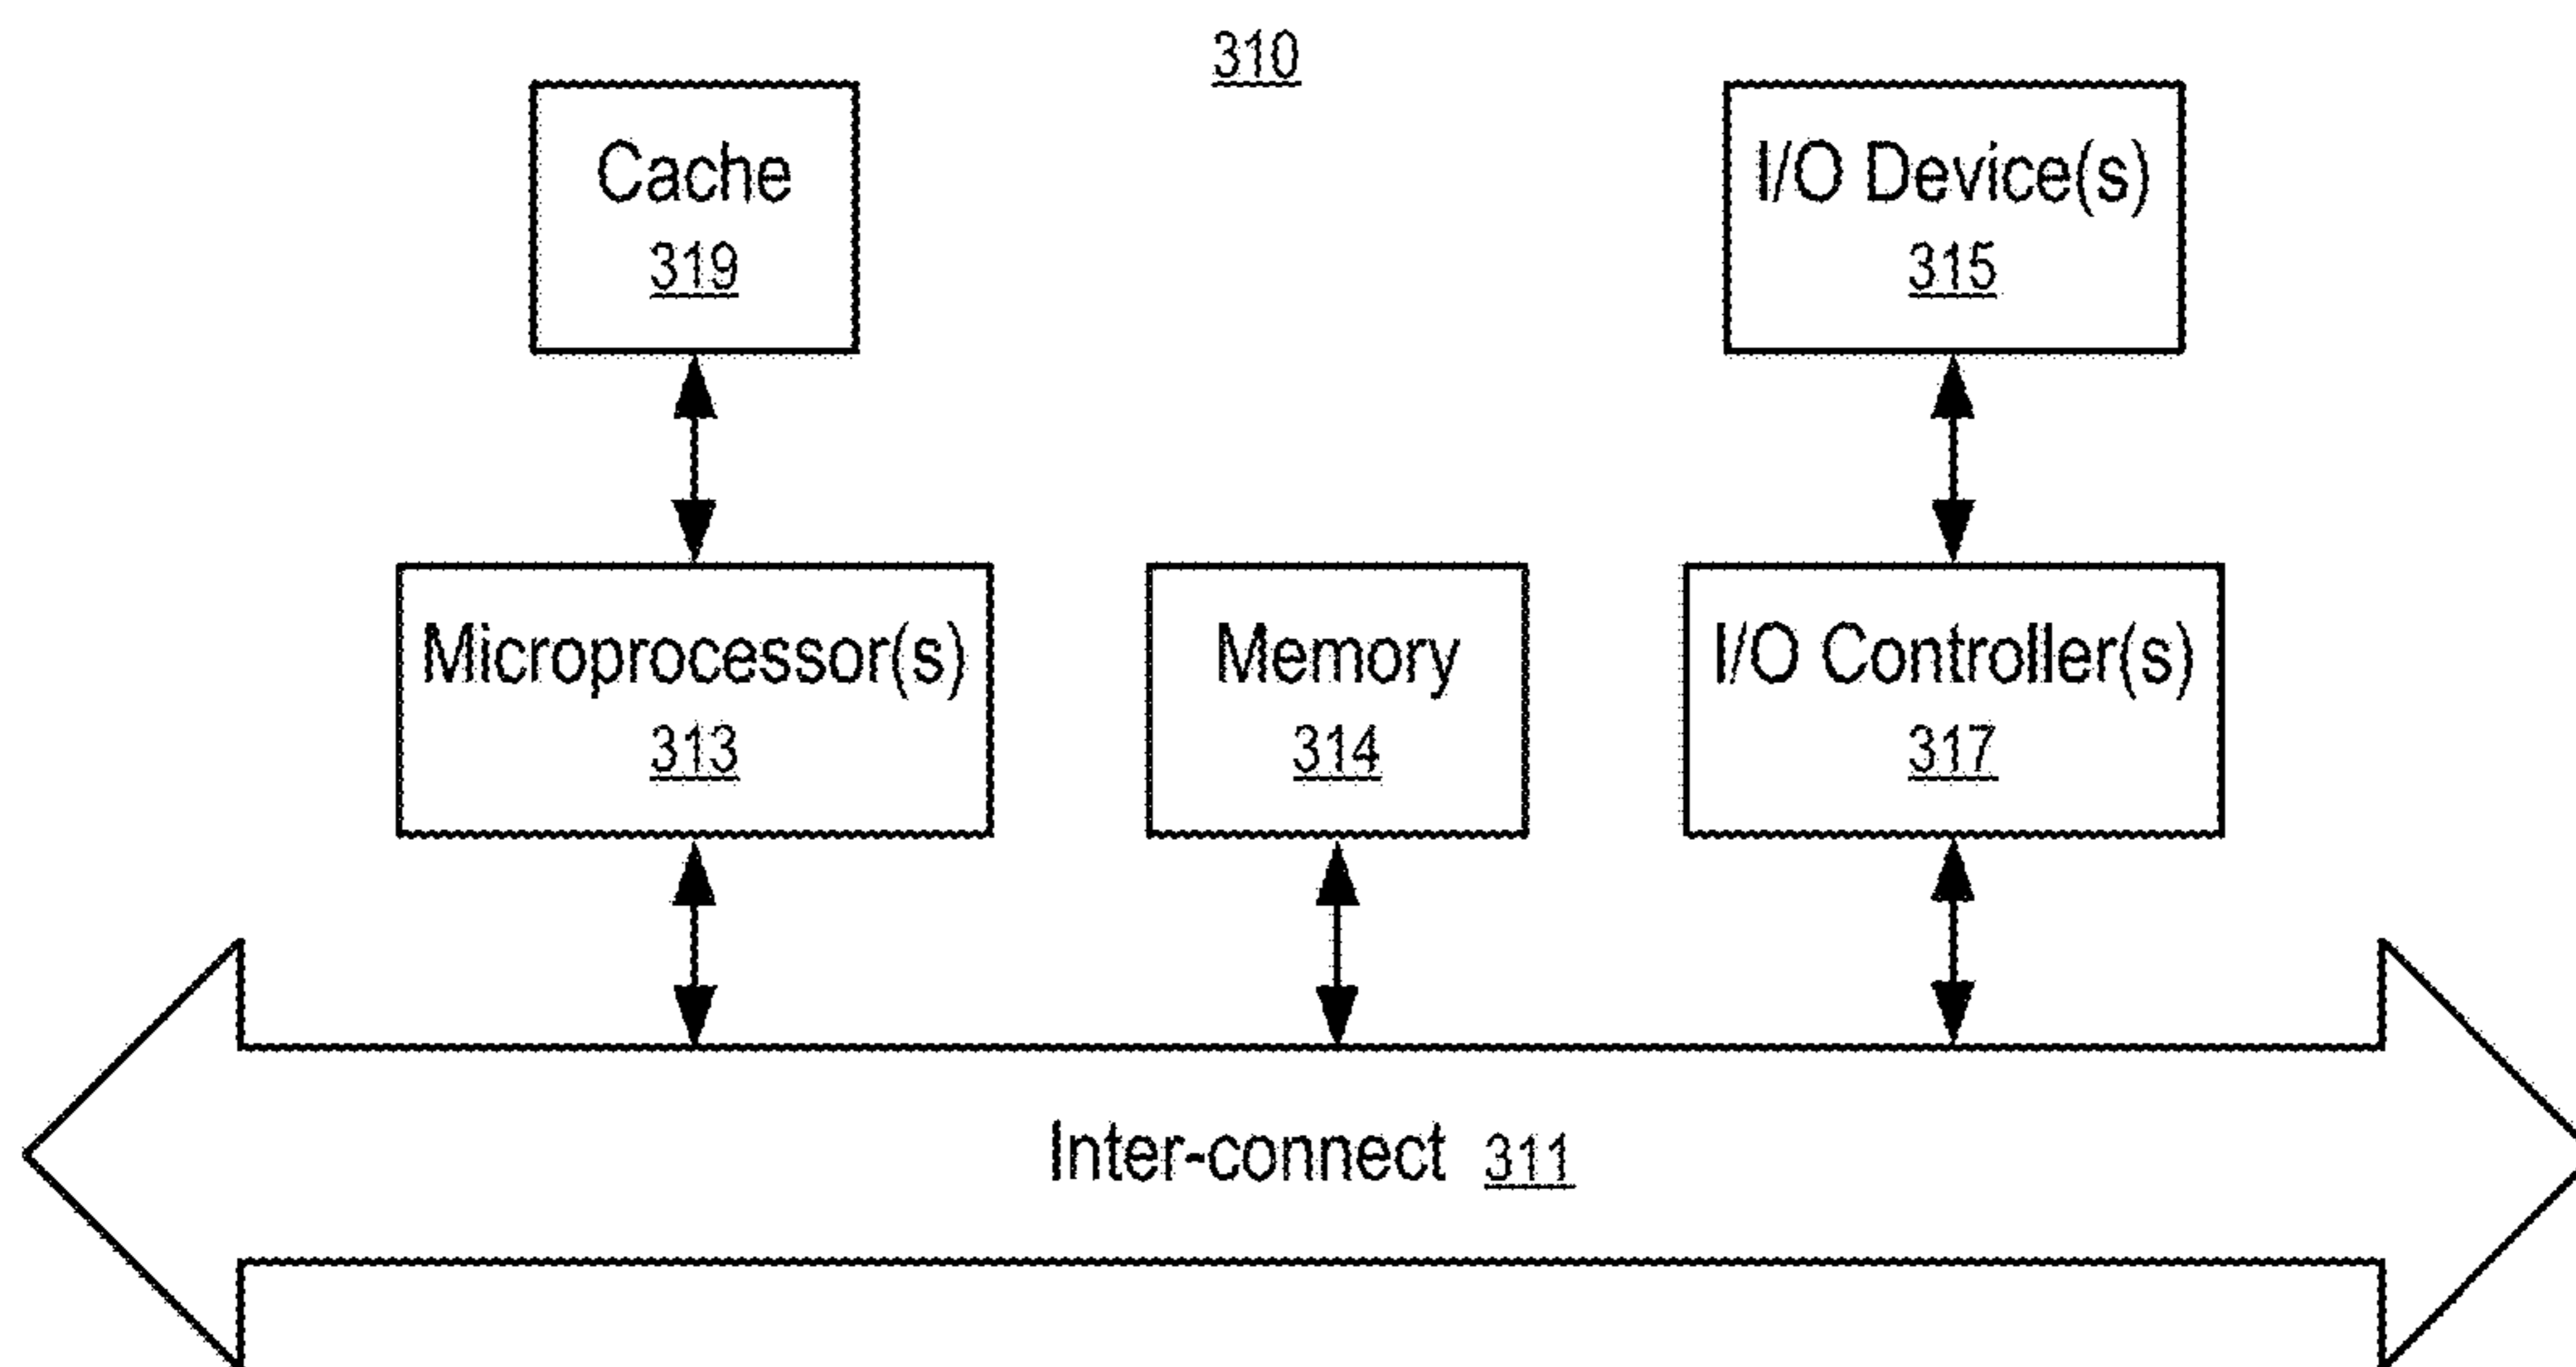 310
Cache
319
I/O Device(s)
315
Microprocessor(s)
313
Memory
314
I/O Controller(s)
317
Inter-connect 311